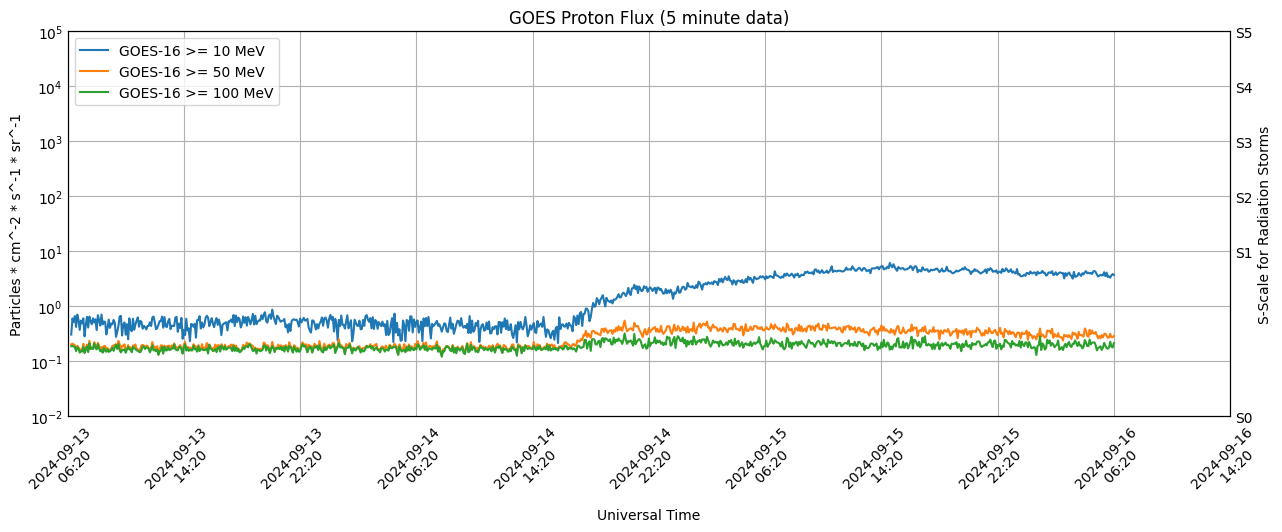 GOES Proton Flux (5 minute data)
GOES-16 >= 10 MeV
GOES-16 >= 50 MeV
GOES-16 >= 100 MeV
Particles * cm^-2 * s^-1 * sr^-1
10^5
10^4
10^3
10^2
10^1
10^0
10^-1
10^-2
S5
S4
S3
S2
S1
S0
S-Scale for Radiation Storms
2024-09-13
06:20
2024-09-13
14:20
2024-09-13
22:20
2024-09-14
06:20
2024-09-14
14:20
2024-09-14
22:20
2024-09-15
06:20
2024-09-15
14:20
2024-09-15
22:20
2024-09-16
06:20
2024-09-16
14:20
Universal Time